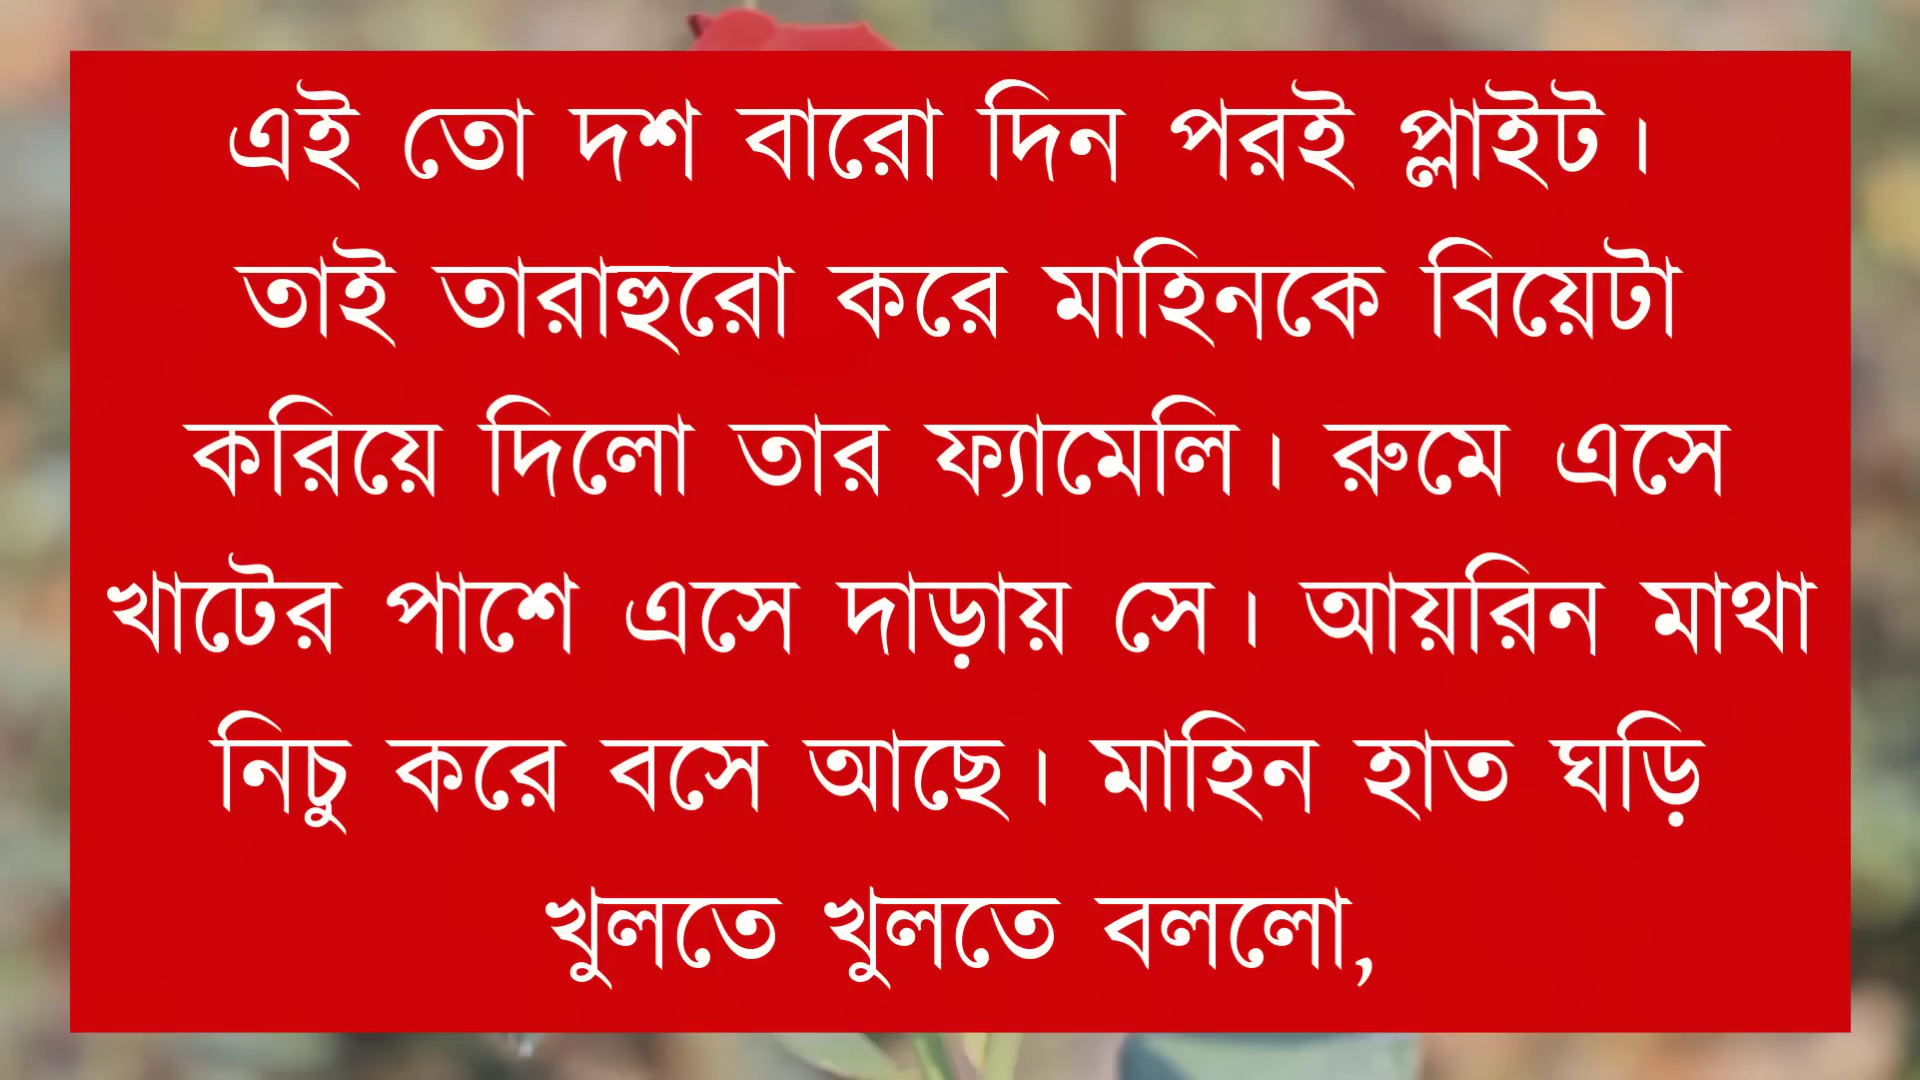 এই তো দশ বারো দিন পরই প্লাইট।
তাই তারাহুরো করে মাহিনকে বিয়েটা
করিয়ে দিলো তার ফ্যামেলি। রুমে এসে
খাটের পাশে এসে দাড়ায় সে। আয়রিন মাথা
নিচু করে বসে আছে। মাহিন হাত ঘড়ি
খুলতে খুলতে বললো,